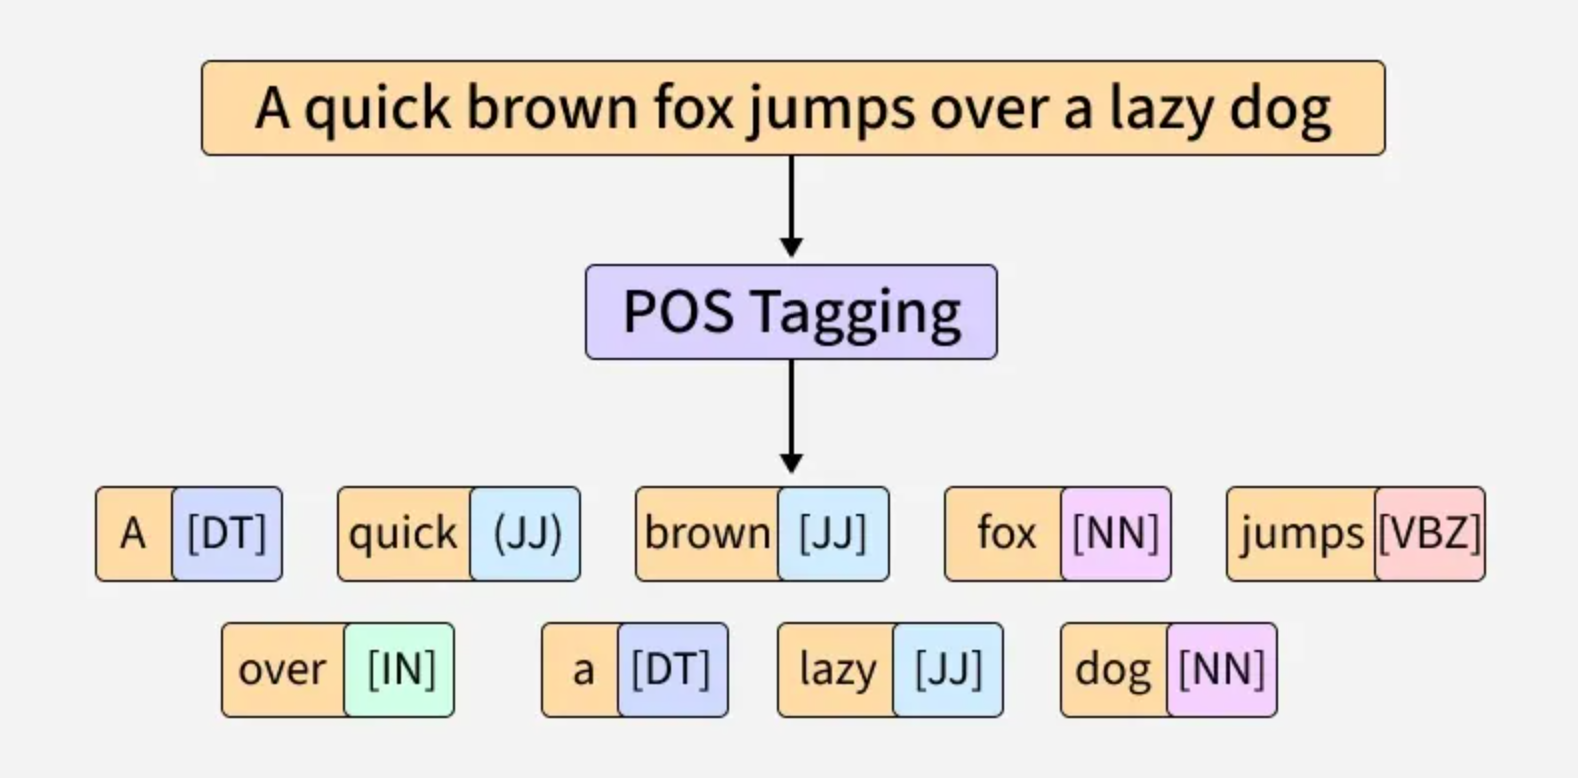 A quick brown fox jumps over a lazy dog
POS Tagging
A [DT] quick (JJ) brown [JJ] fox [NN] jumps [VBZ]
over [IN] a [DT] lazy [JJ] dog [NN]